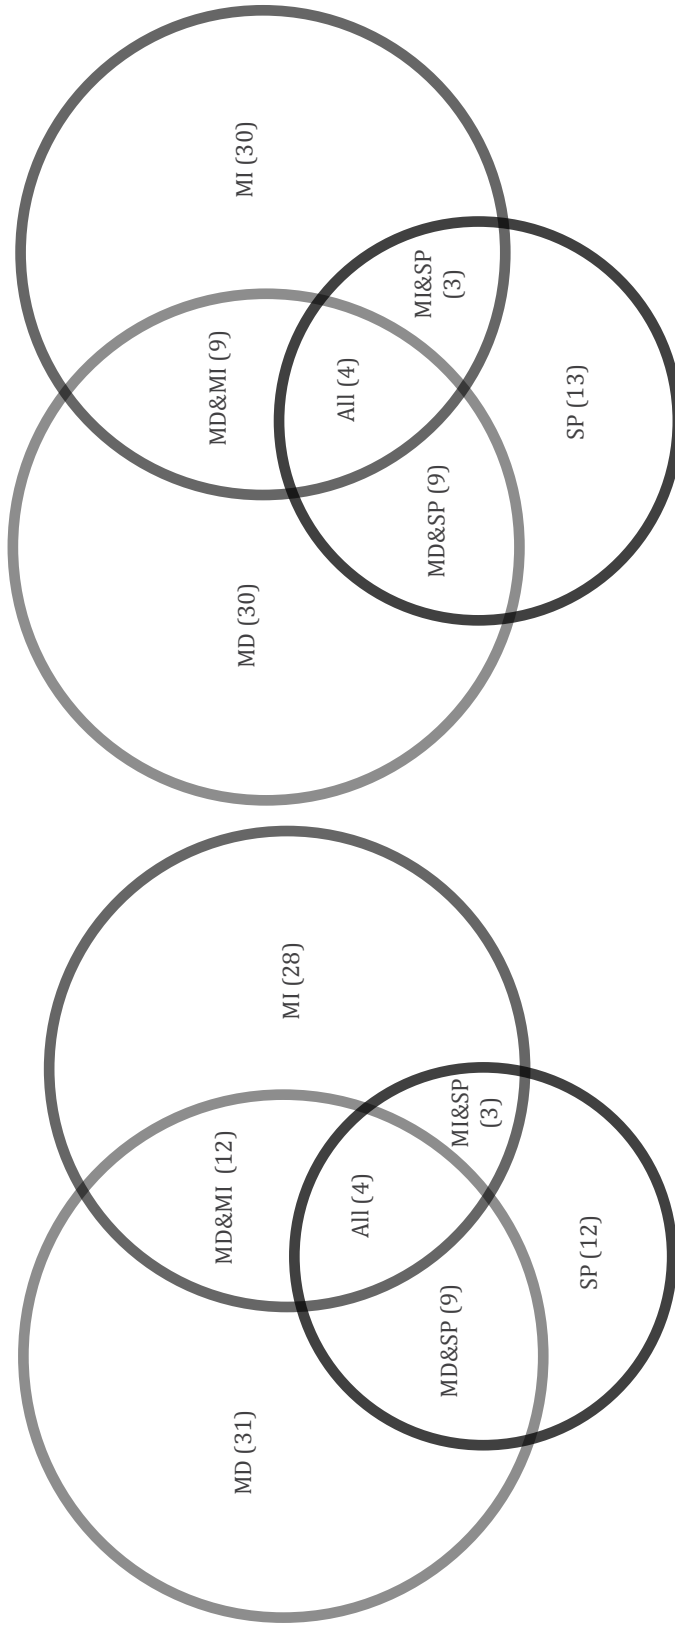 MD (31)
MD&MI (12)
MI (28)
All (4)
MD&SP (9)
MI&SP
(3)
SP (12)
MD (30)
MD&MI (9)
MI (30)
All (4)
MD&SP (9)
MI&SP
(3)
SP (13)